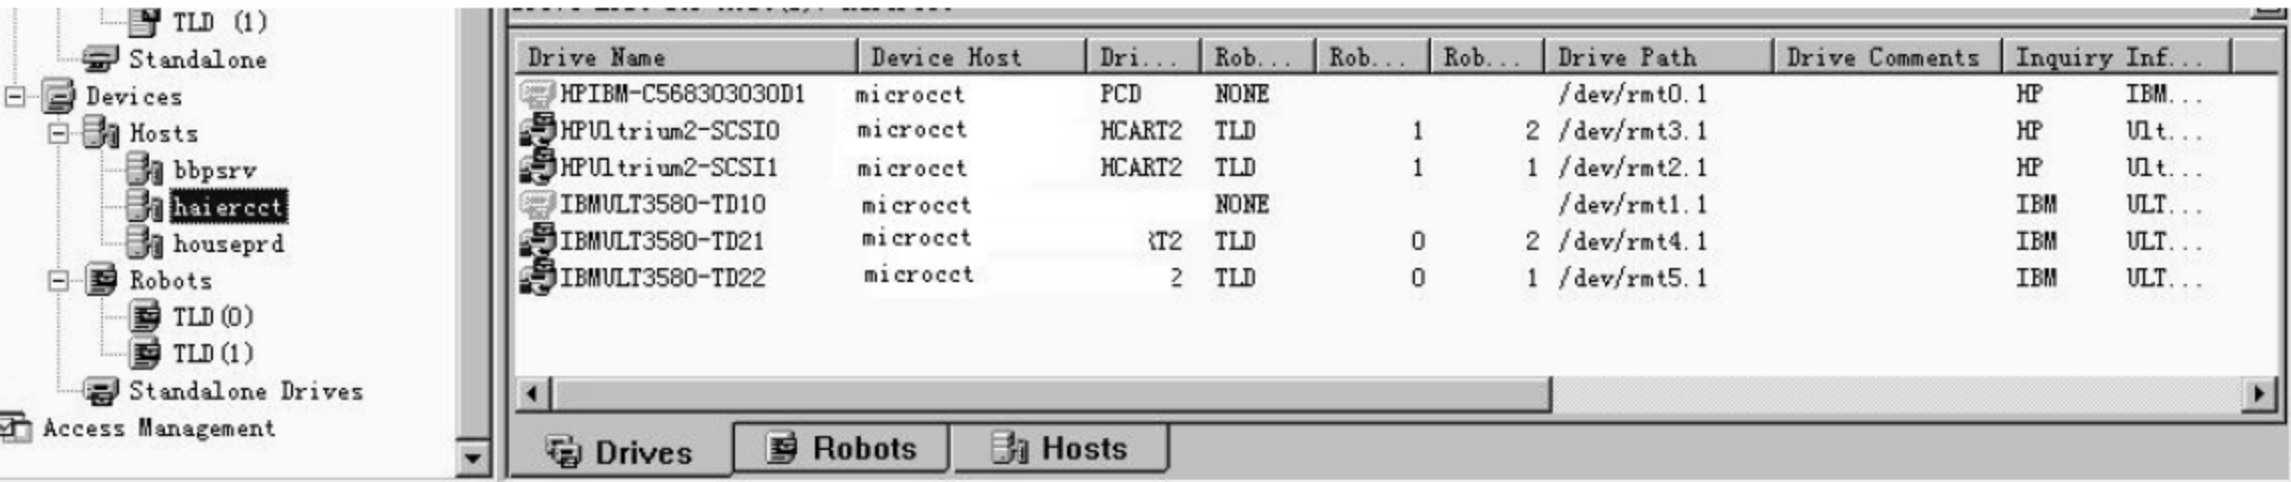 TLD (1)
Standalone
Devices
Hosts
bbpsrv
haiercct
houseprd
Robots
TLD(0)
TLD(1)
Standalone Drives
Access Management
Drive Name Device Host Dri... Rob... Rob... Rob... Drive Path Drive Comments Inquiry Inf...
HPIBM-C568303030D1 microcct PCD NONE /dev/rmt0.1 HP IBM...
HPUltrium2-SCSI0 microcct HCART2 TLD 1 2 /dev/rmt3.1 HP Ult...
HPUltrium2-SCSI1 microcct HCART2 TLD 1 1 /dev/rmt2.1 HP Ult...
IBMULT3580-TD10 microcct NONE /dev/rmt1.1 IBM ULT...
IBMULT3580-TD21 microcct T2 TLD 0 2 /dev/rmt4.1 IBM ULT...
IBMULT3580-TD22 microcct 2 TLD 0 1 /dev/rmt5.1 IBM ULT...
Drives Robots Hosts